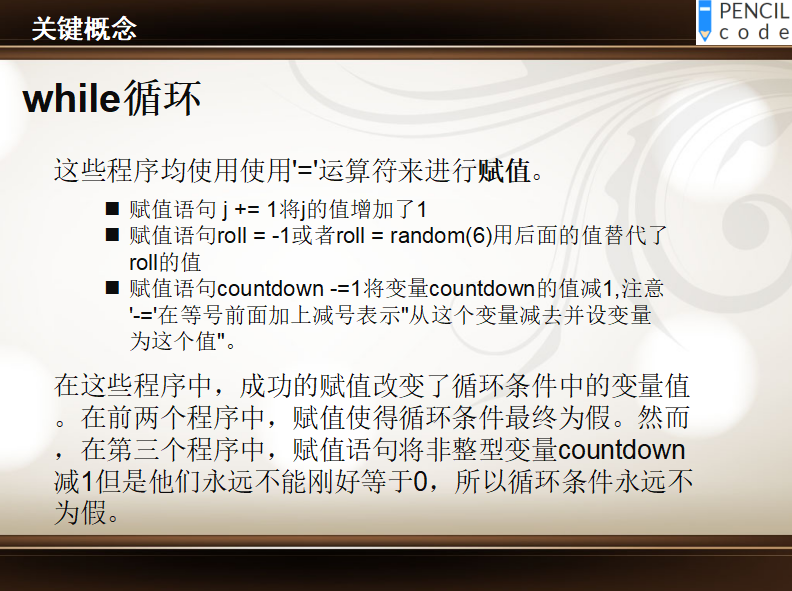 关键概念
PENCIL
code
while循环
这些程序均使用使用'='运算符来进行赋值。
赋值语句 j += 1将j的值增加了1
赋值语句roll = -1或者roll = random(6)用后面的值替代了
roll的值
赋值语句countdown -=1将变量countdown的值减1,注意
'-='在等号前面加上减号表示"从这个变量减去并设变量
为这个值"。
在这些程序中，成功的赋值改变了循环条件中的变量值
。在前两个程序中，赋值使得循环条件最终为假。然而
，在第三个程序中，赋值语句将非整型变量countdown
减1但是他们永远不能刚好等于0，所以循环条件永远不
为假。